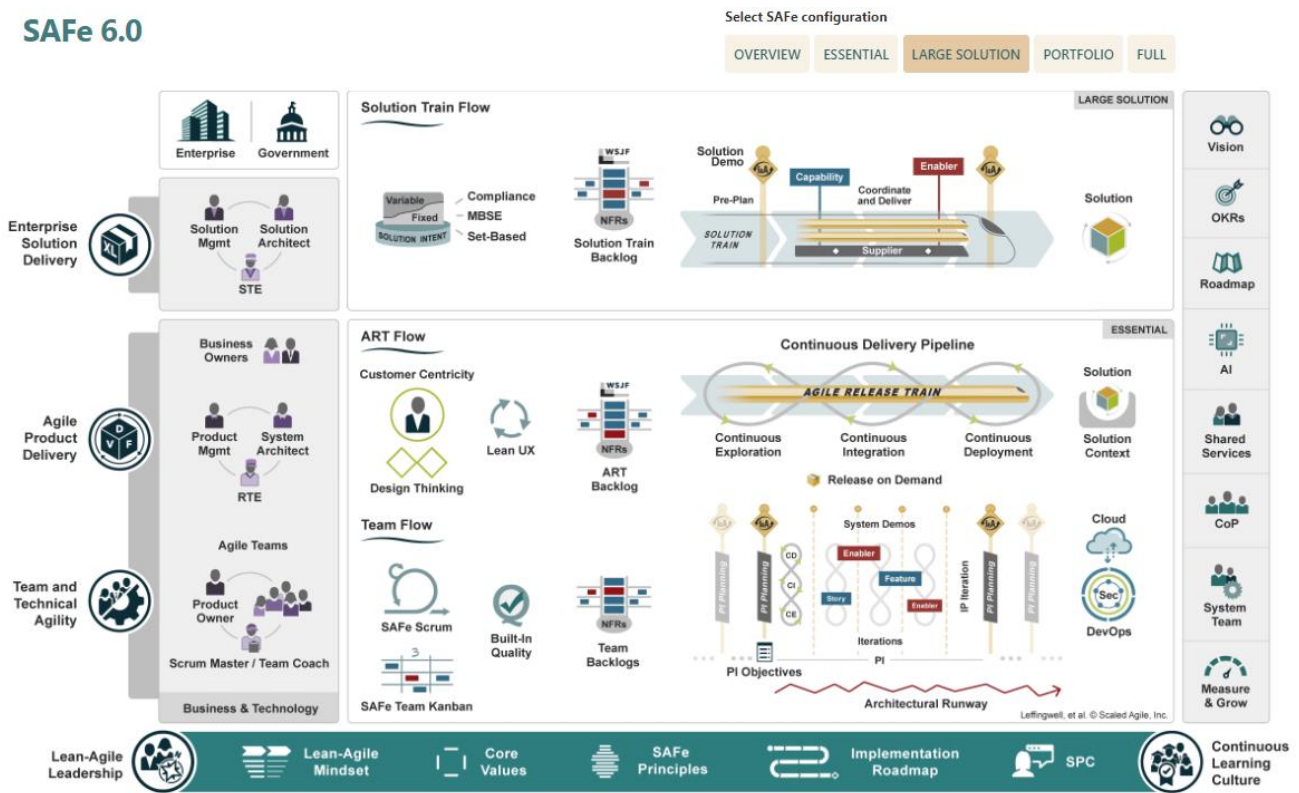 SAFe 6.0
Select SAFe configuration
OVERVIEW
ESSENTIAL
LARGE SOLUTION
PORTFOLIO
FULL
Enterprise
Government
Enterprise
Solution
Delivery
XL
Solution
Mgmt
Solution
Architect
STE
Solution Train Flow
LARGE SOLUTION
Variable
Fixed
SOLUTION INTENT
Compliance
MBSE
Set-Based
WSJF
NFRs
Solution Train
Backlog
Solution
Demo
I&A
Pre-Plan
Capability
Coordinate
and Deliver
Enabler
I&A
SOLUTION
TRAIN
Supplier
Solution
Agile
Product
Delivery
D
V
F
Business
Owners
Product
Mgmt
System
Architect
RTE
Team and
Technical
Agility
Agile Teams
Product
Owner
Scrum Master / Team Coach
Business & Technology
ART Flow
ESSENTIAL
Customer Centricity
Design Thinking
Lean UX
WSJF
NFRs
ART
Backlog
Continuous Delivery Pipeline
AGILE RELEASE TRAIN
Continuous
Exploration
Continuous
Integration
Continuous
Deployment
Release on Demand
Solution
Solution
Context
Team Flow
SAFe Scrum
3
SAFe Team Kanban
Built-In
Quality
NFRs
Team
Backlogs
I&A
I&A
I&A
I&A
PI Planning
PI Planning
CD
CI
CE
System Demos
Enabler
Feature
Story
Enabler
Iterations
IP Iteration
PI Planning
PI Planning
PI
PI Objectives
Architectural Runway
Cloud
Sec
DevOps
Leffingwell, et al. © Scaled Agile, Inc.
Vision
OKRs
Roadmap
AI
Shared
Services
CoP
System
Team
Measure
& Grow
Lean-Agile
Leadership
Lean-Agile
Mindset
Core
Values
SAFe
Principles
Implementation
Roadmap
SPC
Continuous
Learning
Culture